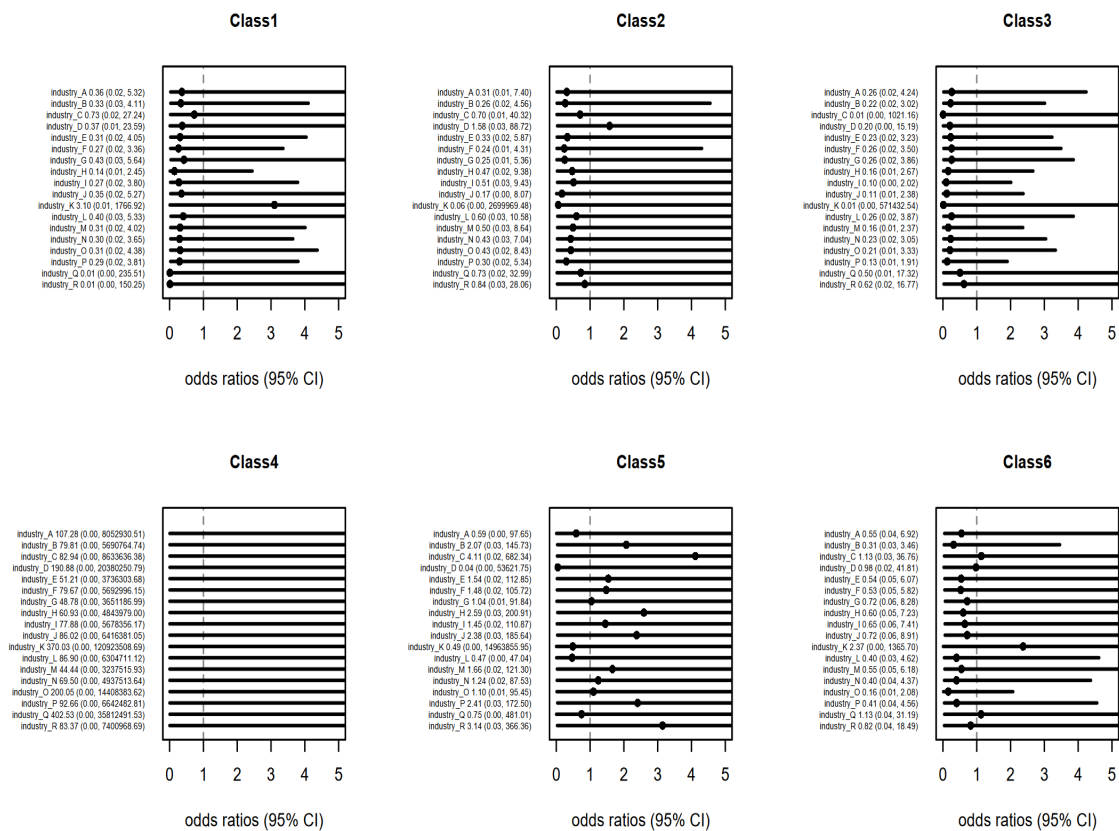 Class1
industry_A 0.36 (0.02, 5.32)
industry_B 0.33 (0.03, 4.11)
industry_C 0.73 (0.02, 27.24)
industry_D 0.37 (0.01, 23.59)
industry_E 0.31 (0.02, 4.05)
industry_F 0.27 (0.02, 3.36)
industry_G 0.43 (0.03, 5.64)
industry_H 0.14 (0.01, 2.45)
industry_I 0.27 (0.02, 3.80)
industry_J 0.35 (0.02, 5.27)
industry_K 3.10 (0.01, 1766.92)
industry_L 0.40 (0.03, 5.33)
industry_M 0.31 (0.02, 4.02)
industry_N 0.30 (0.02, 3.65)
industry_O 0.31 (0.02, 4.38)
industry_P 0.29 (0.02, 3.81)
industry_Q 0.01 (0.00, 235.51)
industry_R 0.01 (0.00, 150.25)
0 1 2 3 4 5
odds ratios (95% CI)
Class2
industry_A 0.31 (0.01, 7.40)
industry_B 0.26 (0.02, 4.56)
industry_C 0.70 (0.01, 40.32)
industry_D 1.58 (0.03, 88.72)
industry_E 0.33 (0.02, 5.87)
industry_F 0.24 (0.01, 4.31)
industry_G 0.25 (0.01, 5.36)
industry_H 0.47 (0.02, 9.38)
industry_I 0.51 (0.03, 9.43)
industry_J 0.17 (0.00, 8.07)
industry_K 0.06 (0.00, 2699969.48)
industry_L 0.60 (0.03, 10.58)
industry_M 0.50 (0.03, 8.64)
industry_N 0.43 (0.03, 7.04)
industry_O 0.43 (0.02, 8.43)
industry_P 0.30 (0.02, 5.34)
industry_Q 0.73 (0.02, 32.99)
industry_R 0.84 (0.03, 28.06)
0 1 2 3 4 5
odds ratios (95% CI)
Class3
industry_A 0.26 (0.02, 4.24)
industry_B 0.22 (0.02, 3.02)
industry_C 0.01 (0.00, 1021.16)
industry_D 0.20 (0.00, 15.19)
industry_E 0.23 (0.02, 3.23)
industry_F 0.26 (0.02, 3.50)
industry_G 0.26 (0.02, 3.86)
industry_H 0.16 (0.01, 2.67)
industry_I 0.10 (0.00, 2.02)
industry_J 0.11 (0.01, 2.38)
industry_K 0.01 (0.00, 571432.54)
industry_L 0.26 (0.02, 3.87)
industry_M 0.16 (0.01, 2.37)
industry_N 0.23 (0.02, 3.05)
industry_O 0.21 (0.01, 3.33)
industry_P 0.13 (0.01, 1.91)
industry_Q 0.50 (0.01, 17.32)
industry_R 0.62 (0.02, 16.77)
0 1 2 3 4 5
odds ratios (95% CI)
Class4
industry_A 107.28 (0.00, 8052930.51)
industry_B 79.81 (0.00, 5690764.74)
industry_C 82.94 (0.00, 8633636.38)
industry_D 190.88 (0.00, 20380250.79)
industry_E 51.21 (0.00, 3736303.68)
industry_F 79.67 (0.00, 5692996.15)
industry_G 48.78 (0.00, 3651186.99)
industry_H 60.93 (0.00, 4843979.00)
industry_I 77.88 (0.00, 5678356.17)
industry_J 86.02 (0.00, 6416381.05)
industry_K 370.03 (0.00, 120923508.69)
industry_L 86.90 (0.00, 6304711.12)
industry_M 44.44 (0.00, 3237515.93)
industry_N 69.50 (0.00, 4937513.64)
industry_O 200.05 (0.00, 14408383.62)
industry_P 92.66 (0.00, 6642482.81)
industry_Q 402.53 (0.00, 35812491.53)
industry_R 83.37 (0.00, 7400968.69)
0 1 2 3 4 5
odds ratios (95% CI)
Class5
industry_A 0.59 (0.00, 97.65)
industry_B 2.07 (0.03, 145.73)
industry_C 4.11 (0.02, 682.34)
industry_D 0.04 (0.00, 53621.75)
industry_E 1.54 (0.02, 112.85)
industry_F 1.48 (0.02, 105.72)
industry_G 1.04 (0.01, 91.84)
industry_H 2.59 (0.03, 200.91)
industry_I 1.45 (0.02, 110.87)
industry_J 2.38 (0.03, 185.64)
industry_K 0.49 (0.00, 14963855.95)
industry_L 0.47 (0.00, 47.04)
industry_M 1.66 (0.02, 121.30)
industry_N 1.24 (0.02, 87.53)
industry_O 1.10 (0.01, 95.45)
industry_P 2.41 (0.03, 172.50)
industry_Q 0.75 (0.00, 481.01)
industry_R 3.14 (0.03, 366.36)
0 1 2 3 4 5
odds ratios (95% CI)
Class6
industry_A 0.55 (0.04, 6.92)
industry_B 0.31 (0.03, 3.46)
industry_C 1.13 (0.03, 36.76)
industry_D 0.98 (0.02, 41.81)
industry_E 0.54 (0.05, 6.07)
industry_F 0.53 (0.05, 5.82)
industry_G 0.72 (0.06, 8.28)
industry_H 0.60 (0.05, 7.23)
industry_I 0.65 (0.06, 7.41)
industry_J 0.72 (0.06, 8.91)
industry_K 2.37 (0.00, 1365.70)
industry_L 0.40 (0.03, 4.62)
industry_M 0.55 (0.05, 6.18)
industry_N 0.40 (0.04, 4.37)
industry_O 0.16 (0.01, 2.08)
industry_P 0.41 (0.04, 4.56)
industry_Q 1.13 (0.04, 31.19)
industry_R 0.82 (0.04, 18.49)
0 1 2 3 4 5
odds ratios (95% CI)